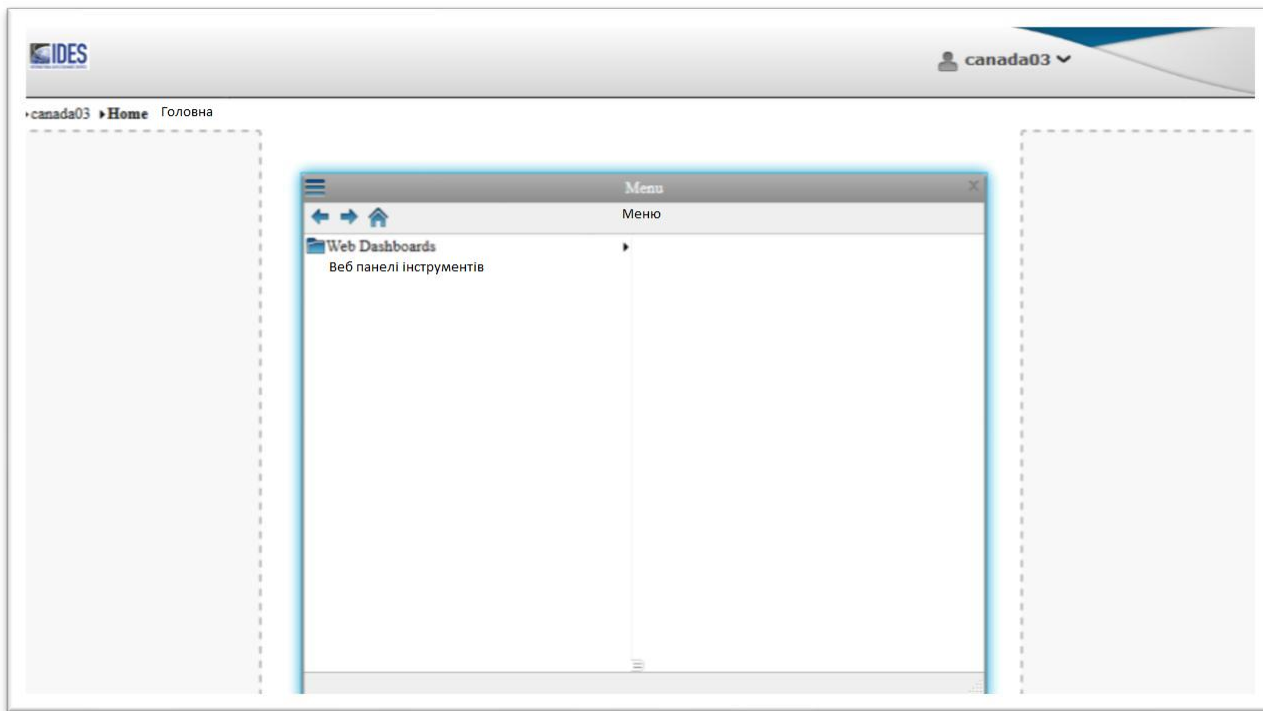 IDES
canada03
canada03 Home Головна
Menu
Меню
Web Dashboards
Веб панелі інструментів